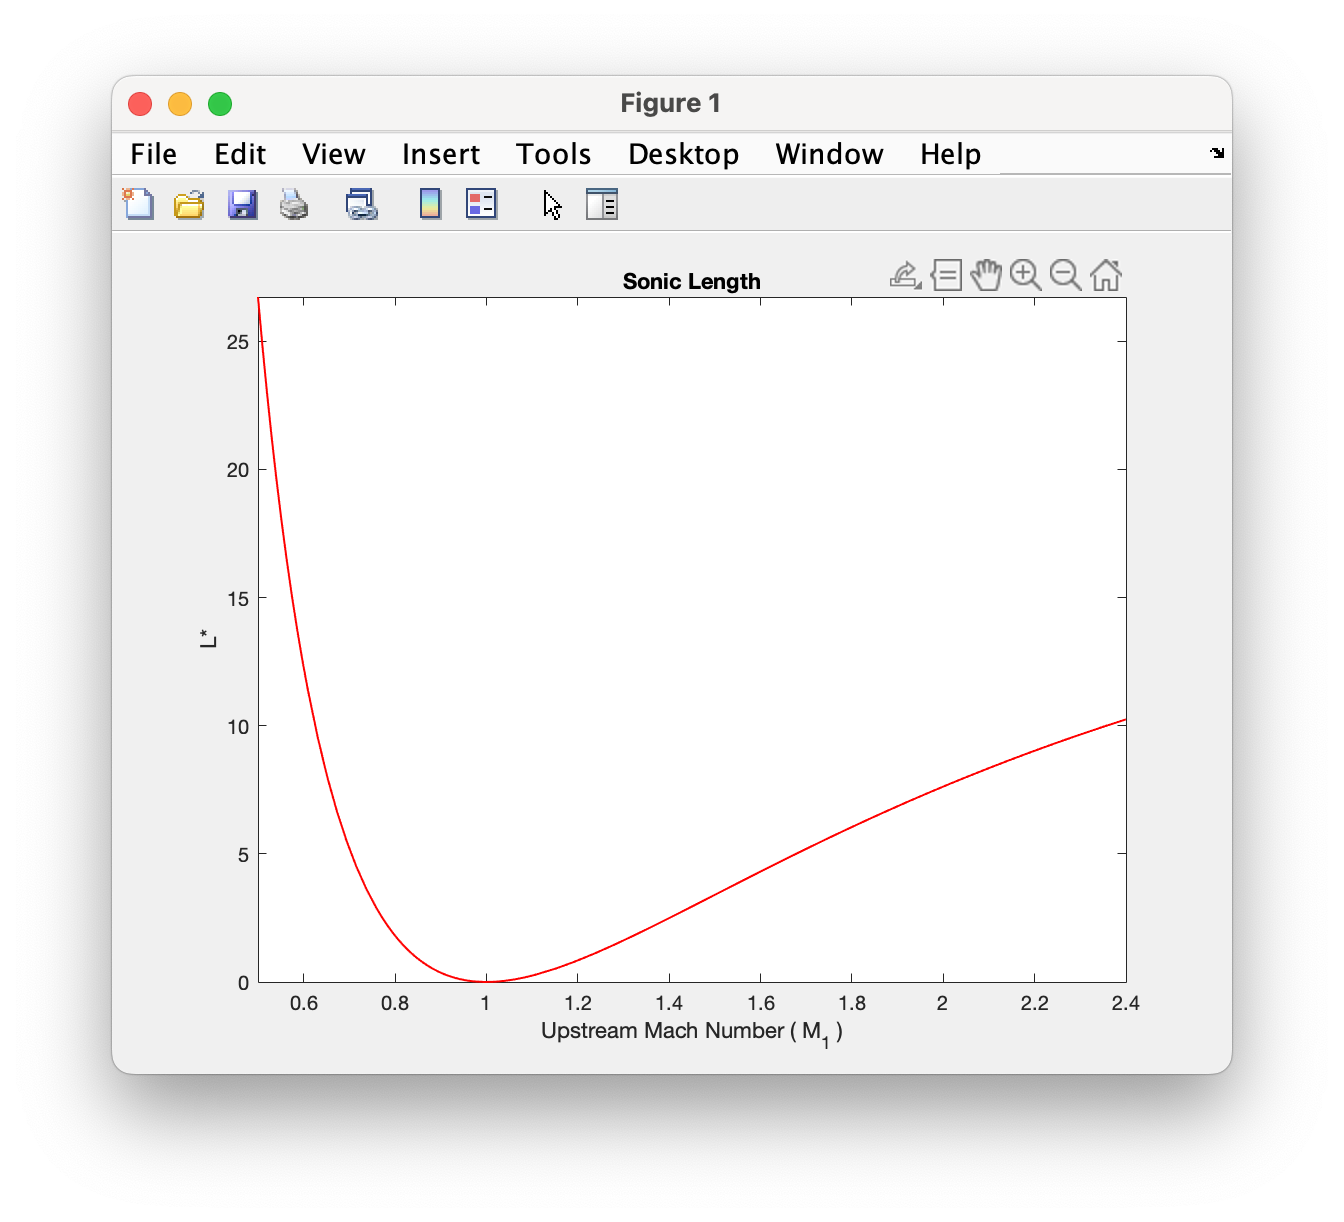 Figure 1
File Edit View Insert Tools Desktop Window Help
Sonic Length
25
20
15
10
5
0
L*
0.6 0.8 1 1.2 1.4 1.6 1.8 2 2.2 2.4
Upstream Mach Number ( M1 )